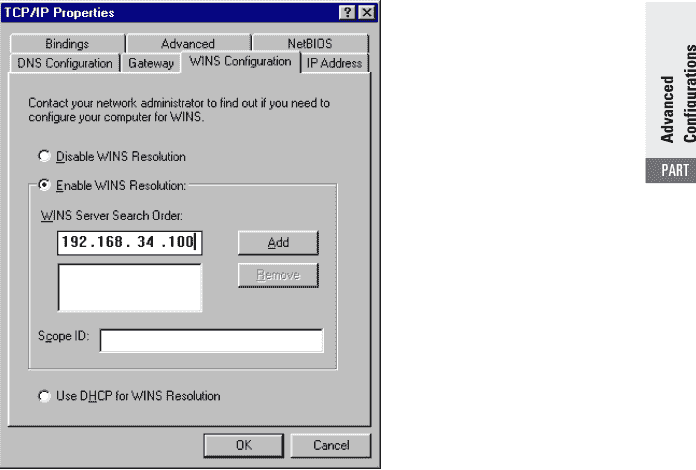 TCP/IP Properties
Bindings
Advanced
NetBIOS
DNS Configuration
Gateway
WINS Configuration
IP Address
Contact your network administrator to find out if you need to
configure your computer for WINS.
Disable WINS Resolution
Enable WINS Resolution:
WINS Server Search Order:
192.168. 34 .100
Add
Remove
Scope ID:
Use DHCP for WINS Resolution
OK
Cancel
Advanced
Configurations
PART